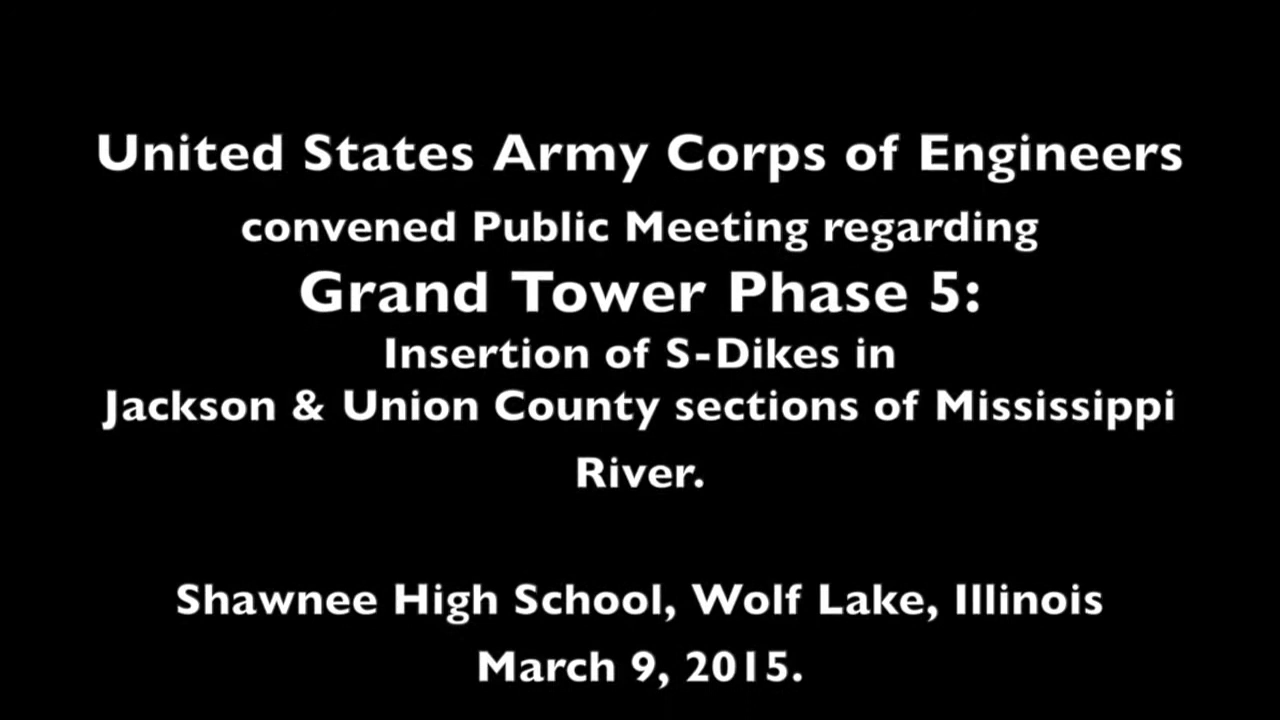 United States Army Corps of Engineers
convened Public Meeting regarding
Grand Tower Phase 5:
Insertion of S-Dikes in
Jackson & Union County sections of Mississippi
River.
Shawnee High School, Wolf Lake, Illinois
March 9, 2015.